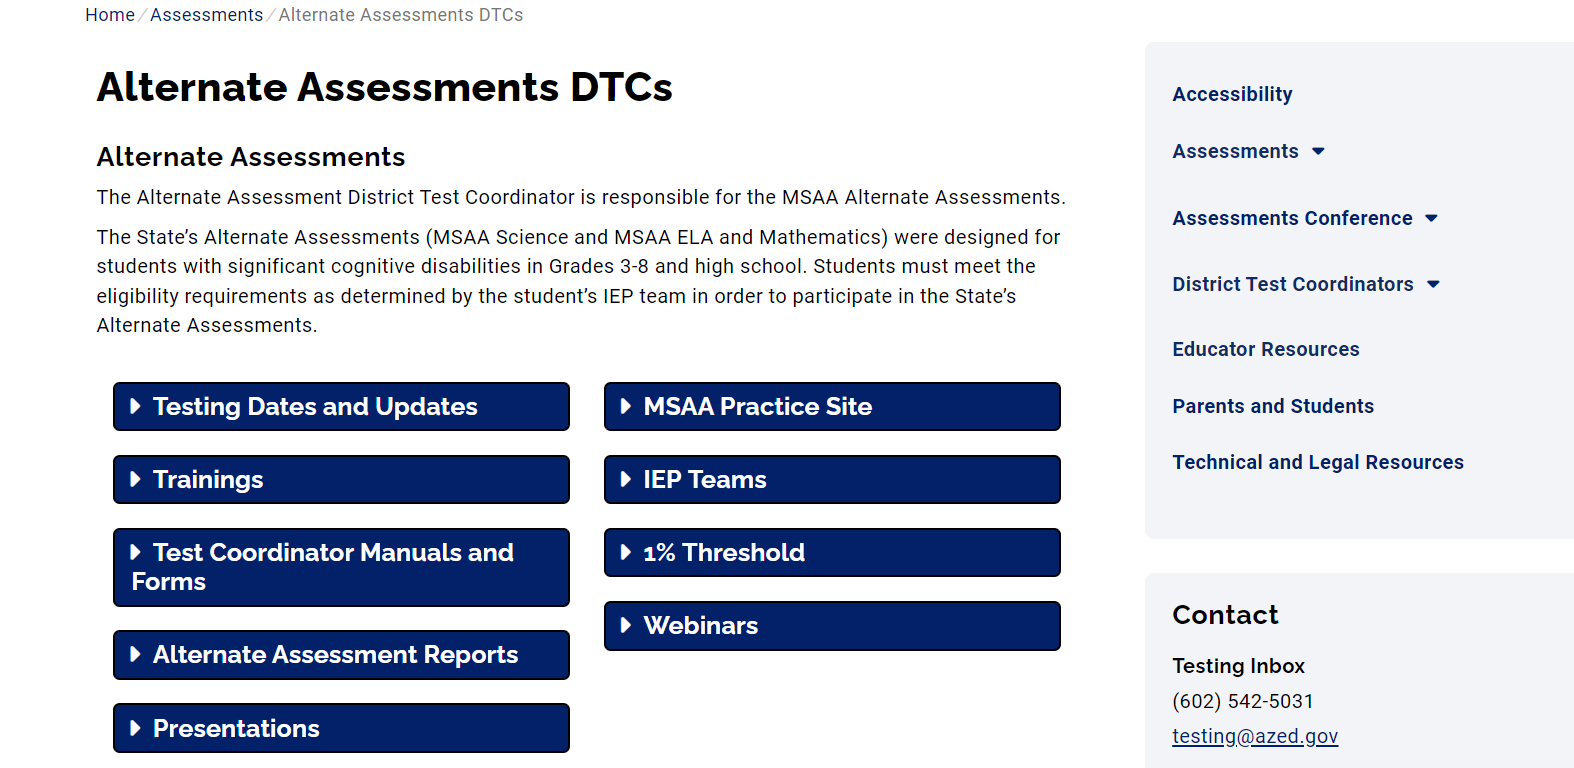 Home / Assessments / Alternate Assessments DTCs
Alternate Assessments DTCs
Alternate Assessments
The Alternate Assessment District Test Coordinator is responsible for the MSAA Alternate Assessments.
The State’s Alternate Assessments (MSAA Science and MSAA ELA and Mathematics) were designed for
students with significant cognitive disabilities in Grades 3-8 and high school. Students must meet the
eligibility requirements as determined by the student’s IEP team in order to participate in the State’s
Alternate Assessments.
Testing Dates and Updates
Trainings
Test Coordinator Manuals and
Forms
Alternate Assessment Reports
Presentations
MSAA Practice Site
IEP Teams
1% Threshold
Webinars
Accessibility
Assessments
Assessments Conference
District Test Coordinators
Educator Resources
Parents and Students
Technical and Legal Resources
Contact
Testing Inbox
(602) 542-5031
testing@azed.gov